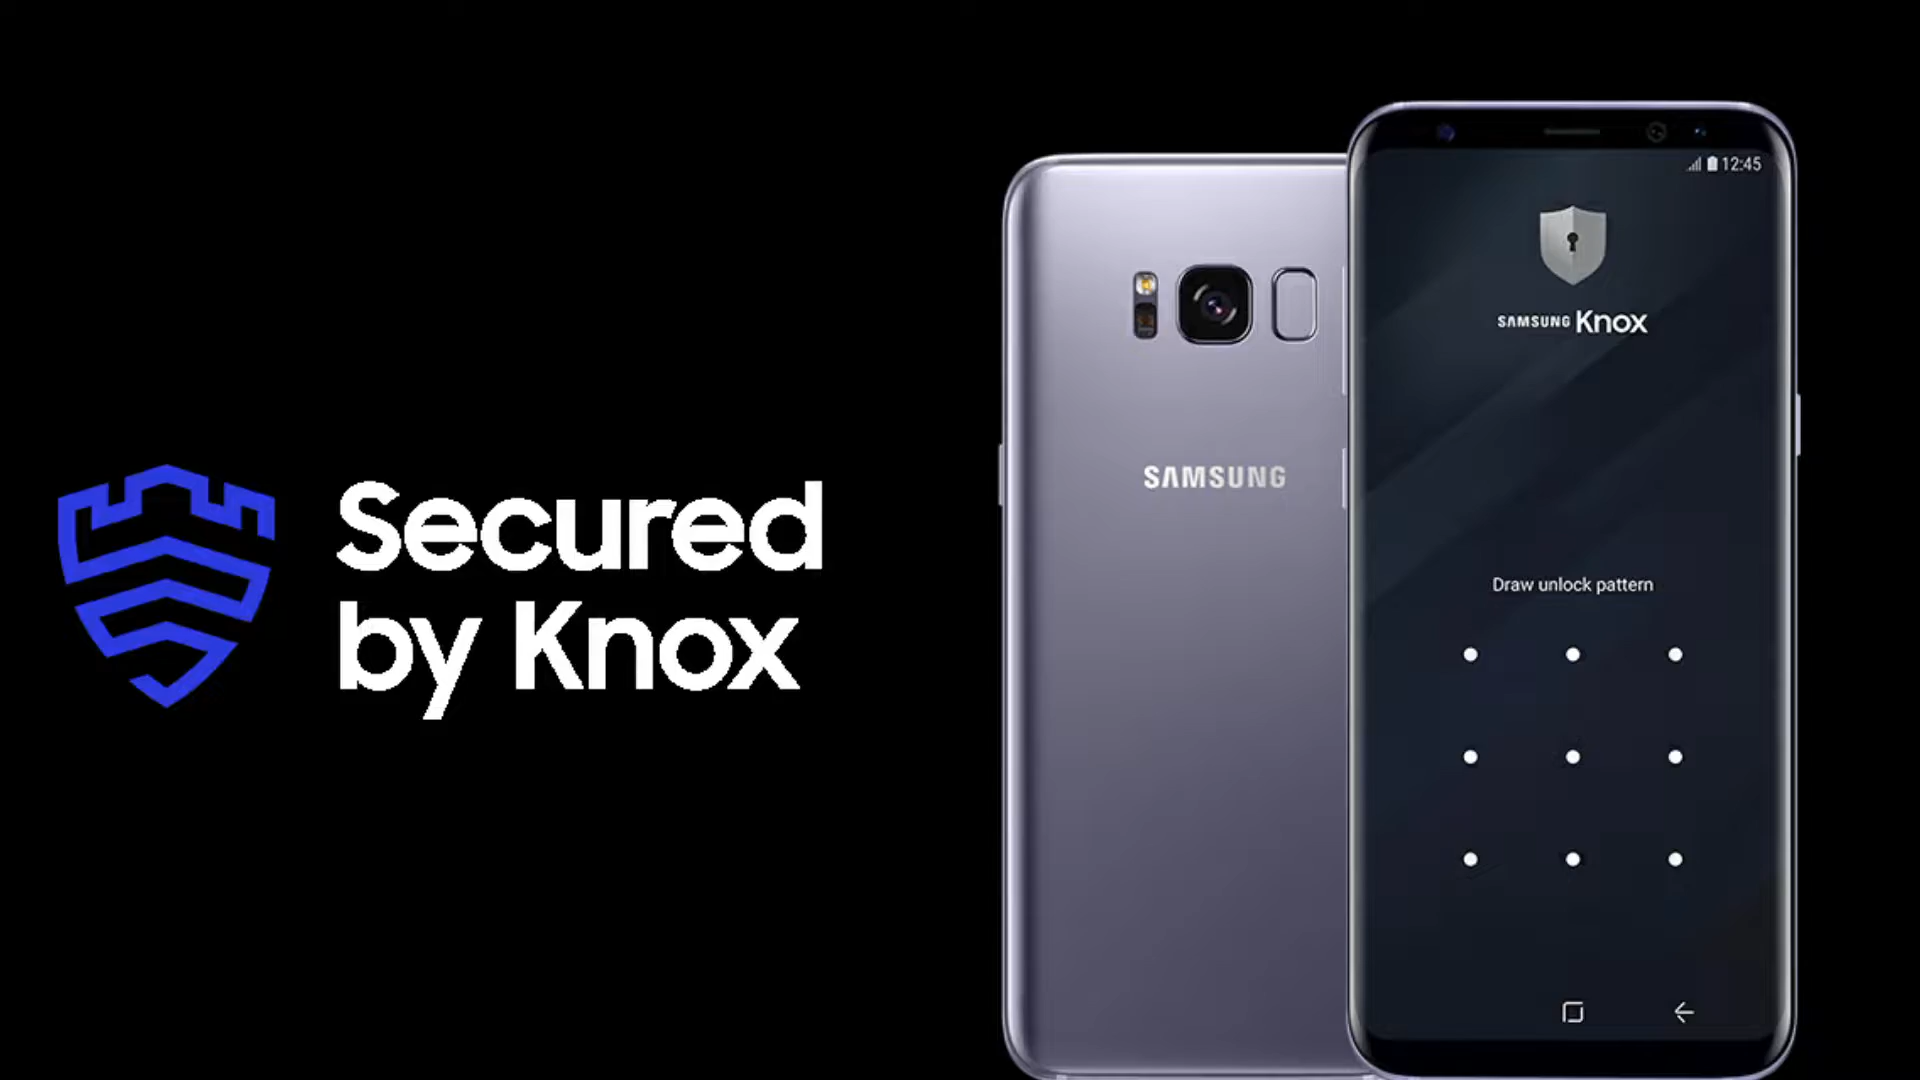 Secured
by Knox
SAMSUNG
12:45
SAMSUNG Knox
Draw unlock pattern